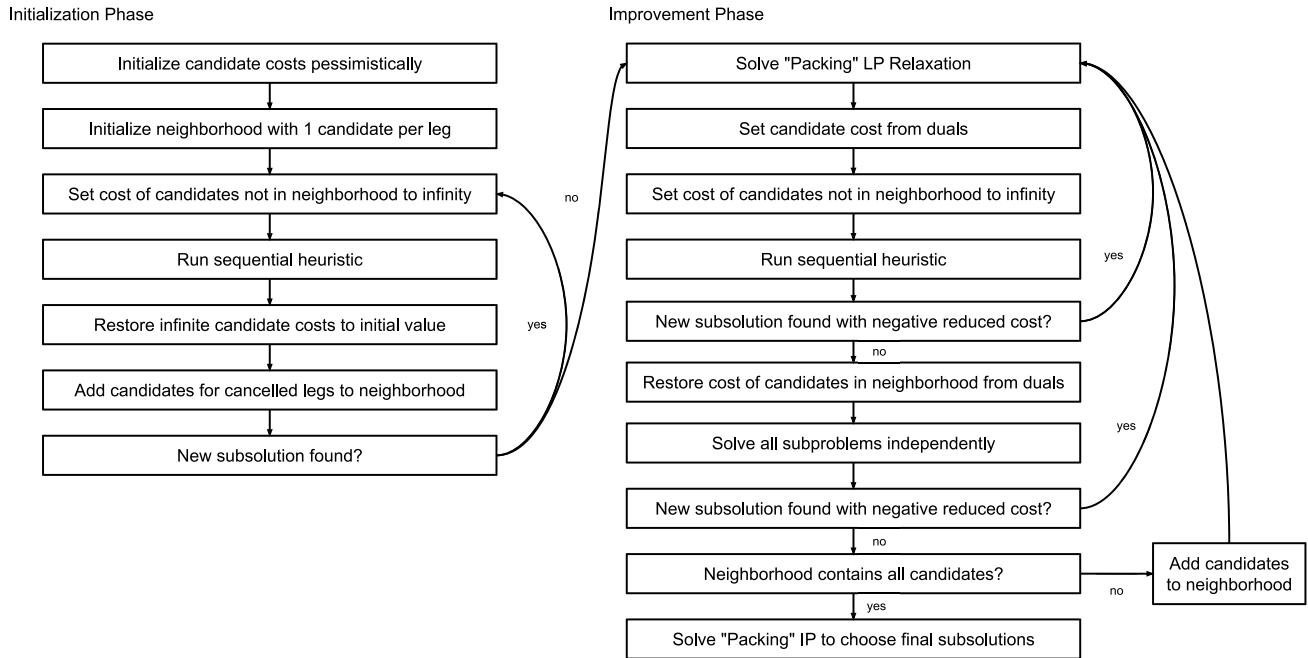 Initialization Phase
Initialize candidate costs pessimistically
Initialize neighborhood with 1 candidate per leg
Set cost of candidates not in neighborhood to infinity
Run sequential heuristic
Restore infinite candidate costs to initial value
Add candidates for cancelled legs to neighborhood
New subsolution found?
yes
no
Improvement Phase
Solve "Packing" LP Relaxation
Set candidate cost from duals
Set cost of candidates not in neighborhood to infinity
Run sequential heuristic
yes
New subsolution found with negative reduced cost?
no
Restore cost of candidates in neighborhood from duals
yes
Solve all subproblems independently
New subsolution found with negative reduced cost?
no
Neighborhood contains all candidates?
no
Add candidates
to neighborhood
yes
Solve "Packing" IP to choose final subsolutions